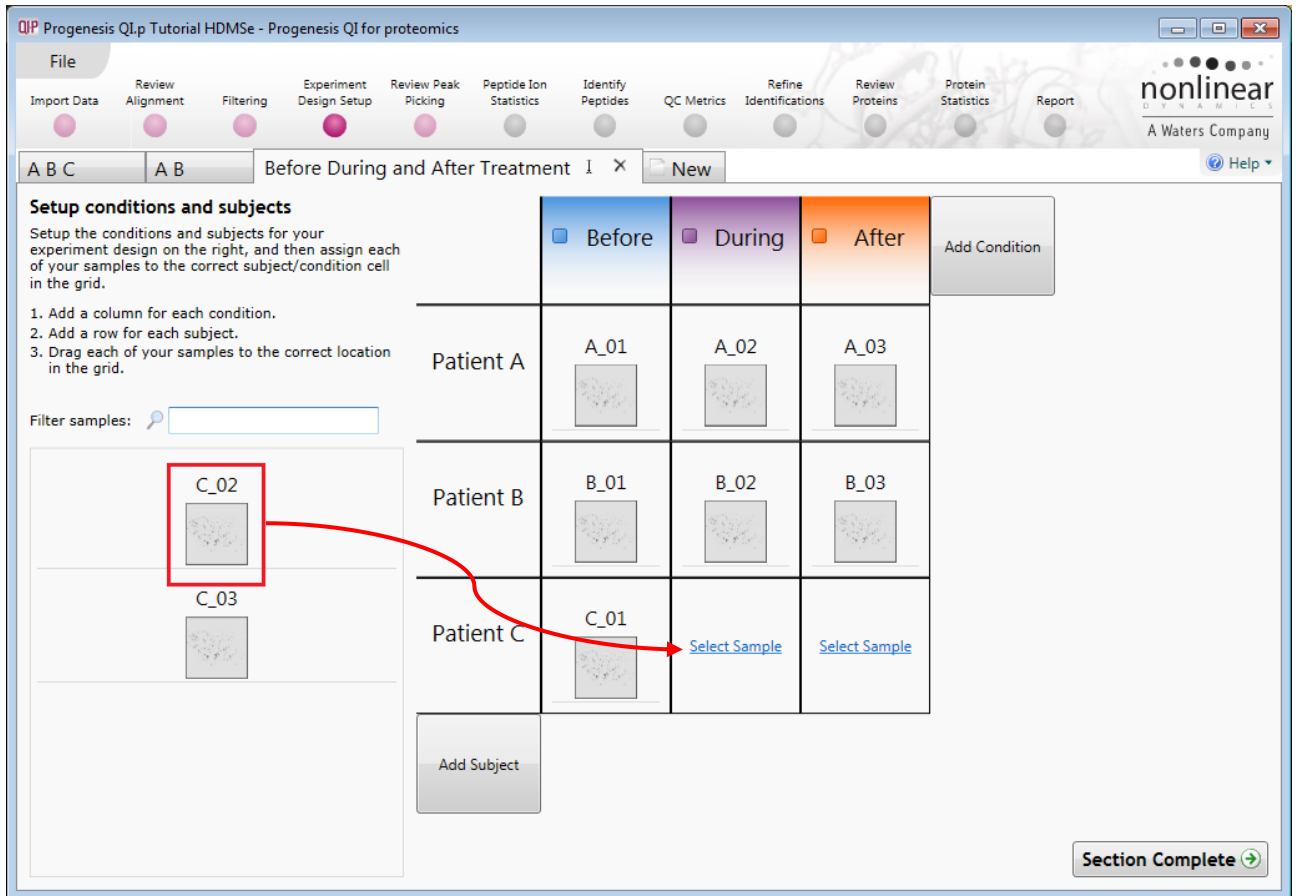 QIP Progenesis QI.p Tutorial HDMSe - Progenesis QI for proteomics
File
Import Data
Review Alignment
Filtering
Experiment Design Setup
Review Peak Picking
Peptide Ion Statistics
Identify Peptides
QC Metrics
Refine Identifications
Review Proteins
Protein Statistics
Report
nonlinear
DYNAMICS
A Waters Company
A B C
A B
Before During and After Treatment
New
Help
Setup conditions and subjects
Setup the conditions and subjects for your
experiment design on the right, and then assign each
of your samples to the correct subject/condition cell
in the grid.
1. Add a column for each condition.
2. Add a row for each subject.
3. Drag each of your samples to the correct location
in the grid.
Filter samples:
C_02
C_03
Before
During
After
Add Condition
Patient A
A_01
A_02
A_03
Patient B
B_01
B_02
B_03
Patient C
C_01
Select Sample
Select Sample
Add Subject
Section Complete